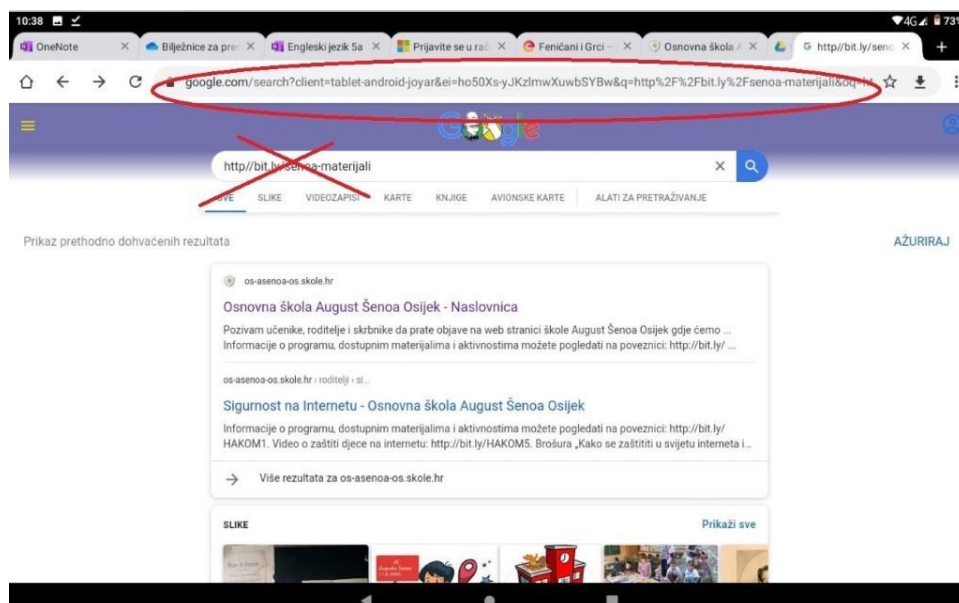 10:38 4G 73%
OneNote
Bilježnice za pre
Engleski jezik 5a
Prijavite se u rač
Feničani i Grci –
Osnovna škola
http//bit.ly/seno
google.com/search?client=tablet-android-joyar&ei=ho50Xs-yJKzlmwXuwbSYBw&q=http%2F%2Fbit.ly%2Fsenoa-materijali&oq=ht
Google
http//bit.ly/senoa-materijali
SVE SLIKE VIDEOZAPISI KARTE KNJIGE AVIONSKE KARTE ALATI ZA PRETRAŽIVANJE
Prikaz prethodno dohvaćenih rezultata AŽURIRAJ
os-asenoa-os.skole.hr
Osnovna škola August Šenoa Osijek - Naslovnica
Pozivam učenike, roditelje i skrbnike da prate objave na web stranici škole August Šenoa Osijek gdje ćemo ...
Informacije o programu, dostupnim materijalima i aktivnostima možete pogledati na poveznici: http://bit.ly/ ...
os-asenoa-os.skole.hr › roditelji › si...
Sigurnost na Internetu - Osnovna škola August Šenoa Osijek
Informacije o programu, dostupnim materijalima i aktivnostima možete pogledati na poveznici: http://bit.ly/
HAKOM1. Video o zaštiti djece na internetu: http://bit.ly/HAKOM5. Brošura „Kako se zaštititi u svijetu interneta i...
Više rezultata za os-asenoa-os.skole.hr
SLIKE Prikaži sve